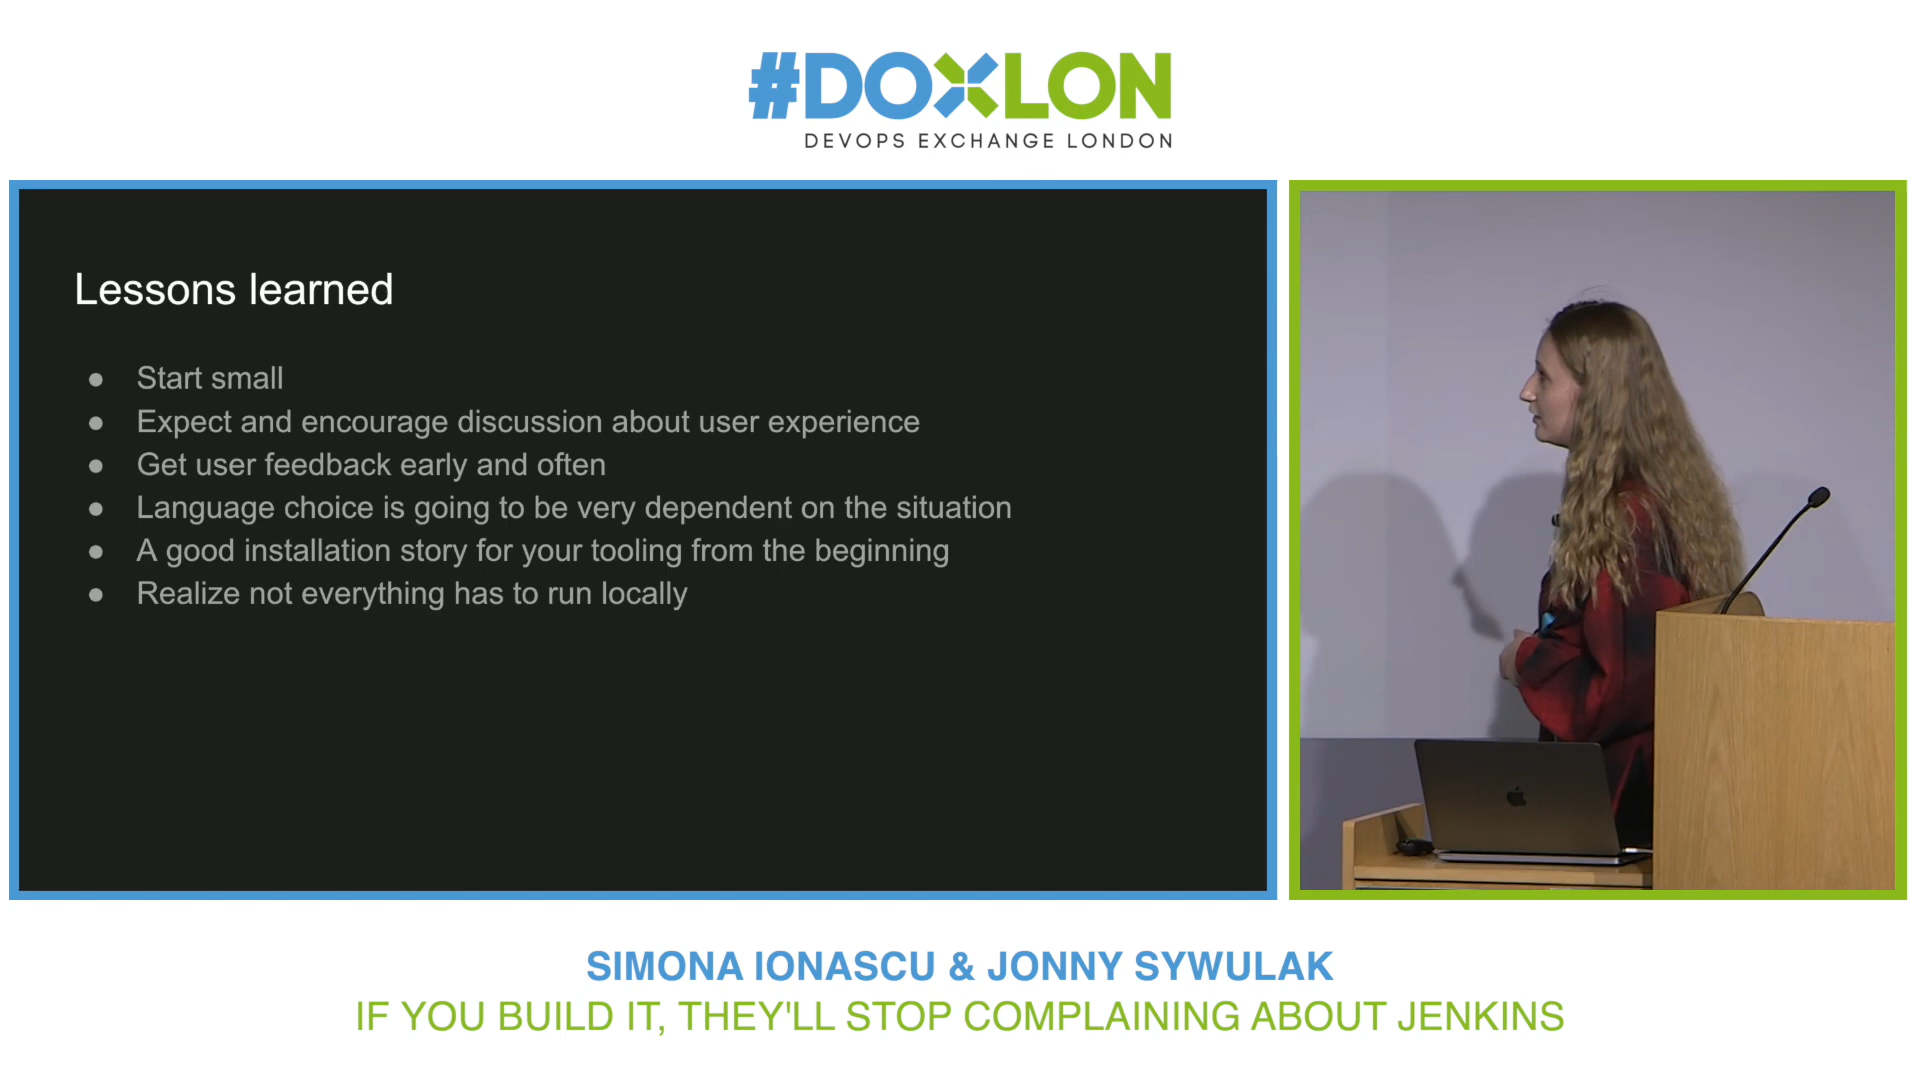 #DOXLON
DEVOPS EXCHANGE LONDON
Lessons learned
● Start small
● Expect and encourage discussion about user experience
● Get user feedback early and often
● Language choice is going to be very dependent on the situation
● A good installation story for your tooling from the beginning
● Realize not everything has to run locally
SIMONA IONASCU & JONNY SYWULAK
IF YOU BUILD IT, THEY'LL STOP COMPLAINING ABOUT JENKINS